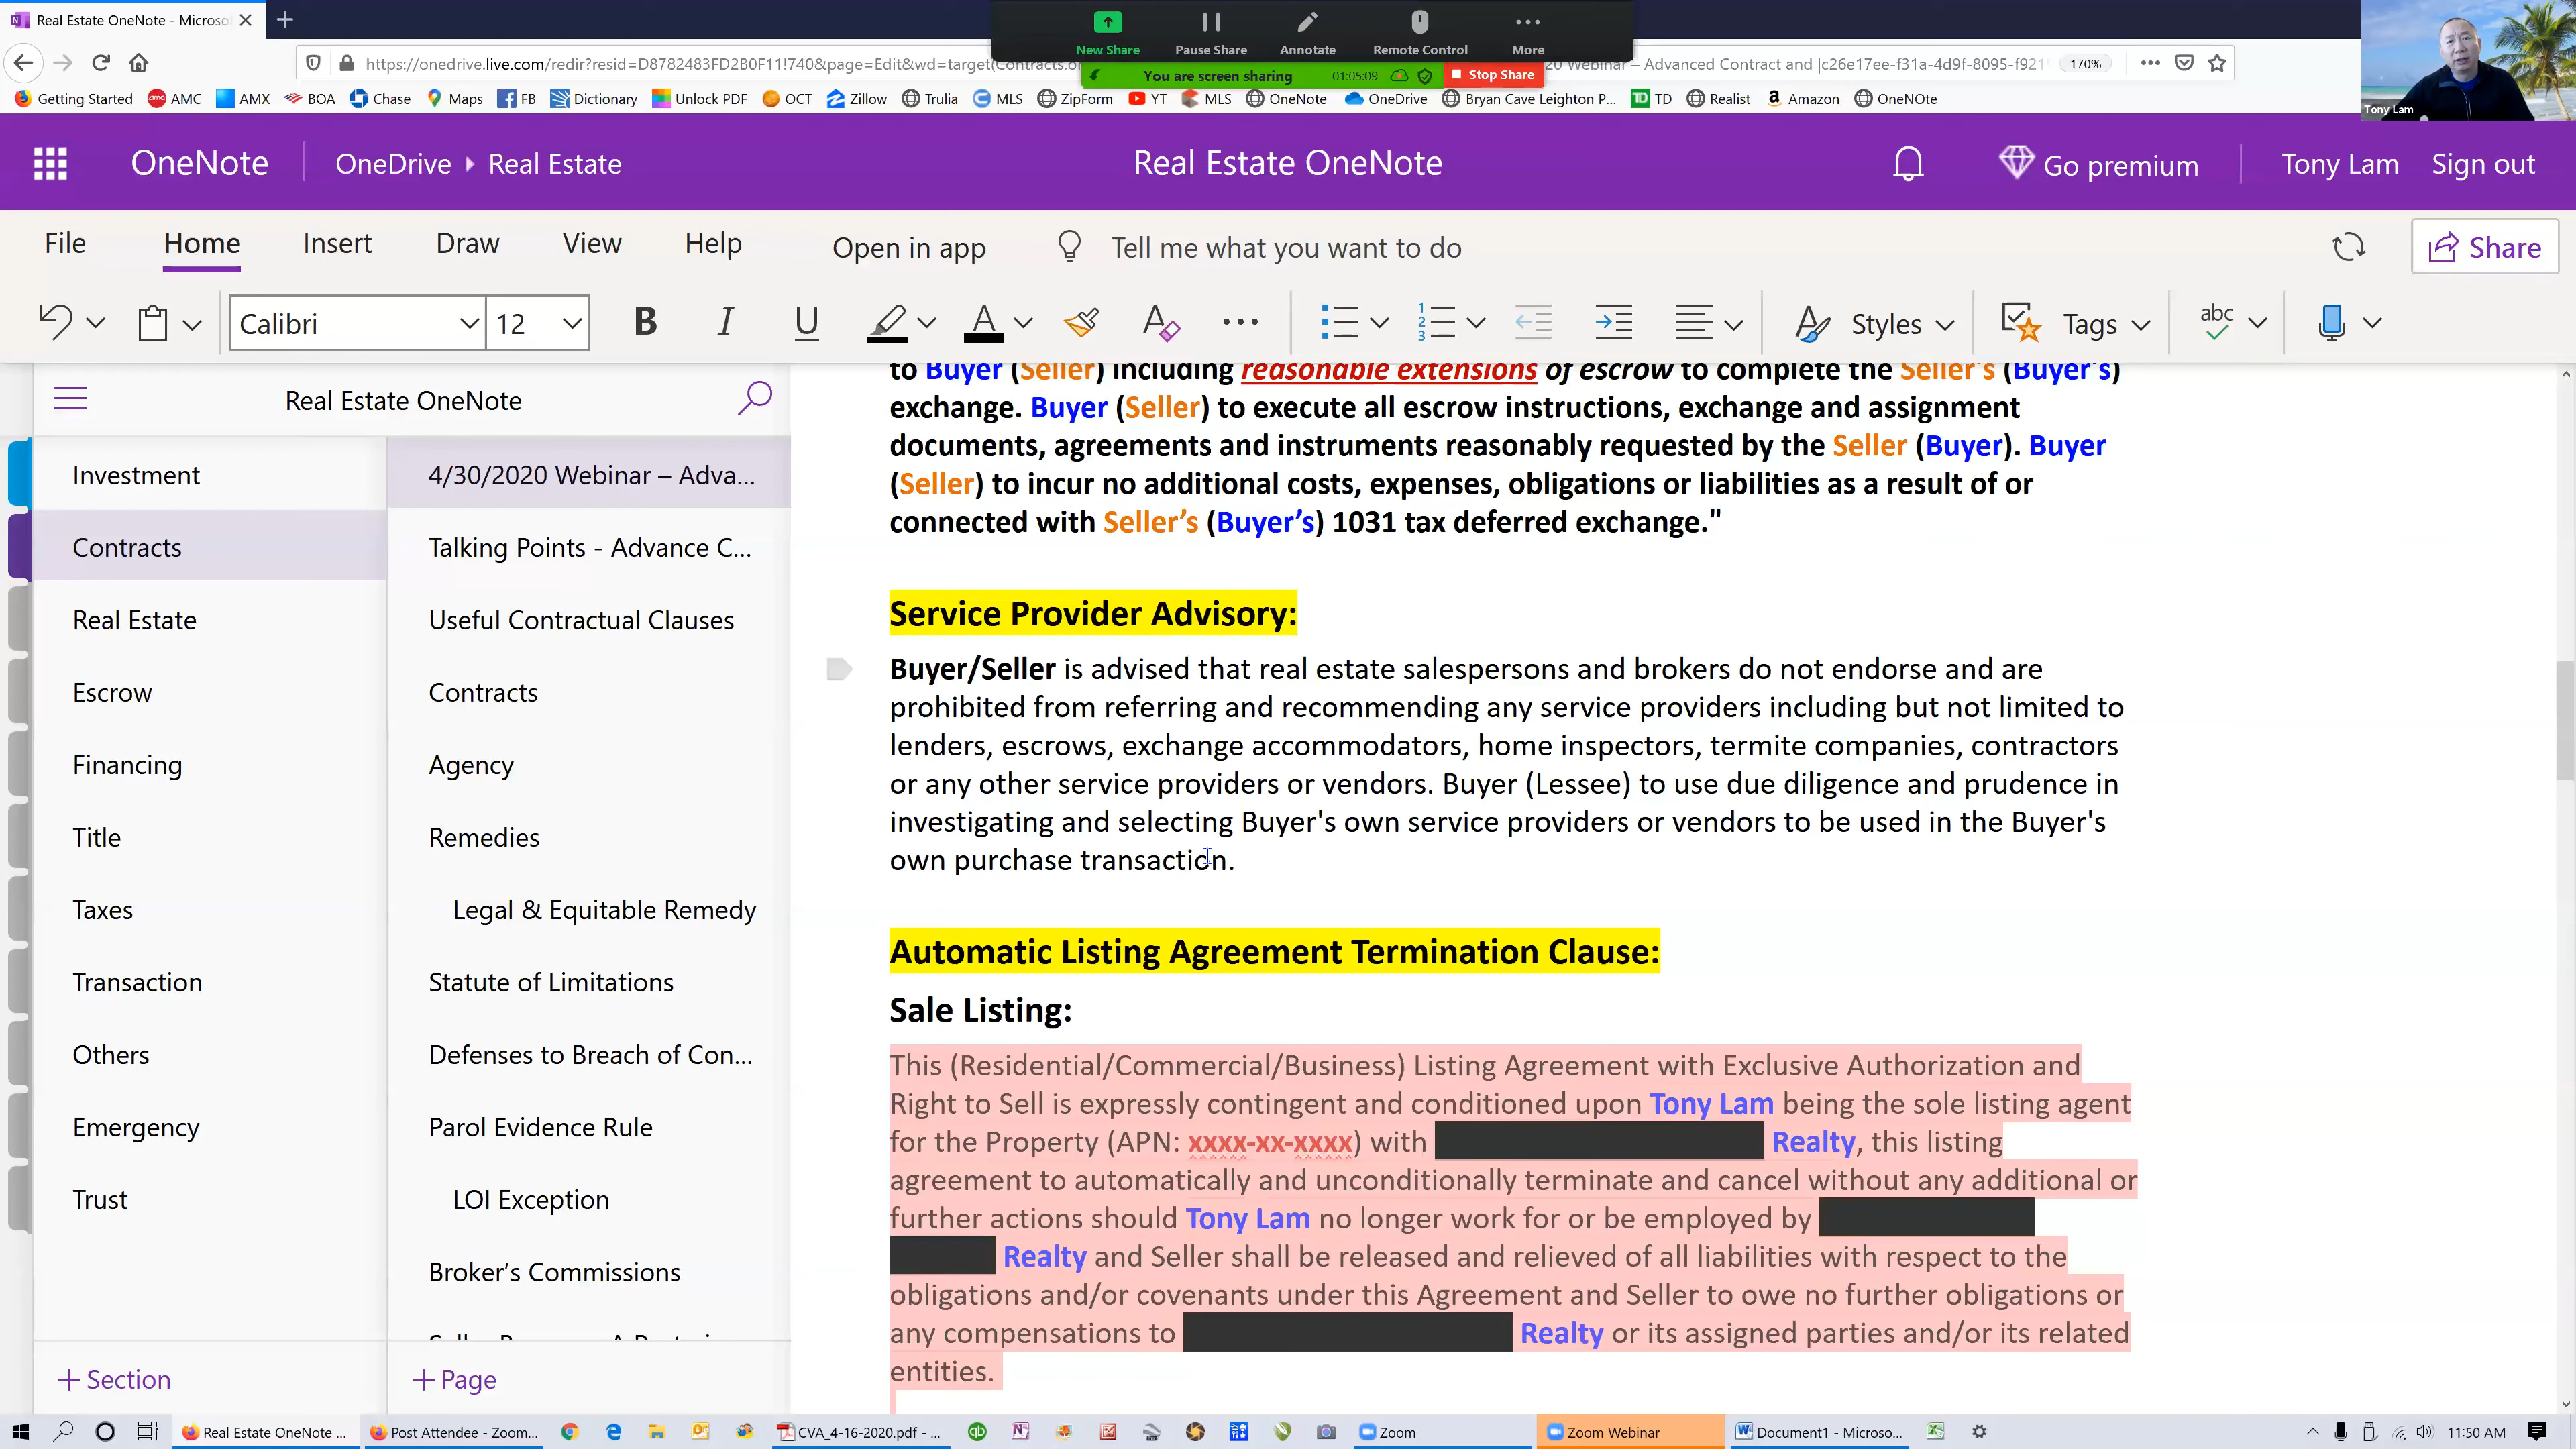 Real Estate OneNote - Microso
New Share
Pause Share
Annotate
Remote Control
More
You are screen sharing
01:05:09
Stop Share
https://onedrive.live.com/redir?resid=D8782483FD2B0F11!740&page=Edit&wd=target(Contracts.o
0 Webinar – Advanced Contract and |c26e17ee-f31a-4d9f-8095-f921
170%
Getting Started
AMC
AMX
BOA
Chase
Maps
FB
Dictionary
Unlock PDF
OCT
Zillow
Trulia
MLS
ZipForm
YT
MLS
OneNote
OneDrive
Bryan Cave Leighton P...
TD
Realist
Amazon
OneNOte
Tony Lam
OneNote
OneDrive
Real Estate
Real Estate OneNote
Go premium
Tony Lam
Sign out
File
Home
Insert
Draw
View
Help
Open in app
Tell me what you want to do
Share
Calibri
12
B
I
U
A
A
Styles
Tags
abc
Real Estate OneNote
Investment
Contracts
Real Estate
Escrow
Financing
Title
Taxes
Transaction
Others
Emergency
Trust
+ Section
4/30/2020 Webinar – Adva...
Talking Points - Advance C...
Useful Contractual Clauses
Contracts
Agency
Remedies
Legal & Equitable Remedy
Statute of Limitations
Defenses to Breach of Con...
Parol Evidence Rule
LOI Exception
Broker's Commissions
+ Page
to Buyer (Seller) including reasonable extensions of escrow to complete the Seller's (Buyer's)
exchange. Buyer (Seller) to execute all escrow instructions, exchange and assignment
documents, agreements and instruments reasonably requested by the Seller (Buyer). Buyer
(Seller) to incur no additional costs, expenses, obligations or liabilities as a result of or
connected with Seller's (Buyer's) 1031 tax deferred exchange."
Service Provider Advisory:
Buyer/Seller is advised that real estate salespersons and brokers do not endorse and are
prohibited from referring and recommending any service providers including but not limited to
lenders, escrows, exchange accommodators, home inspectors, termite companies, contractors
or any other service providers or vendors. Buyer (Lessee) to use due diligence and prudence in
investigating and selecting Buyer's own service providers or vendors to be used in the Buyer's
own purchase transaction.
Automatic Listing Agreement Termination Clause:
Sale Listing:
This (Residential/Commercial/Business) Listing Agreement with Exclusive Authorization and
Right to Sell is expressly contingent and conditioned upon Tony Lam being the sole listing agent
for the Property (APN: xxxx-xx-xxxx) with Realty, this listing
agreement to automatically and unconditionally terminate and cancel without any additional or
further actions should Tony Lam no longer work for or be employed by
Realty and Seller shall be released and relieved of all liabilities with respect to the
obligations and/or covenants under this Agreement and Seller to owe no further obligations or
any compensations to Realty or its assigned parties and/or its related
entities.
Real Estate OneNote ...
Post Attendee - Zoom...
CVA_4-16-2020.pdf - ...
Zoom
Zoom Webinar
Document1 - Microso...
11:50 AM